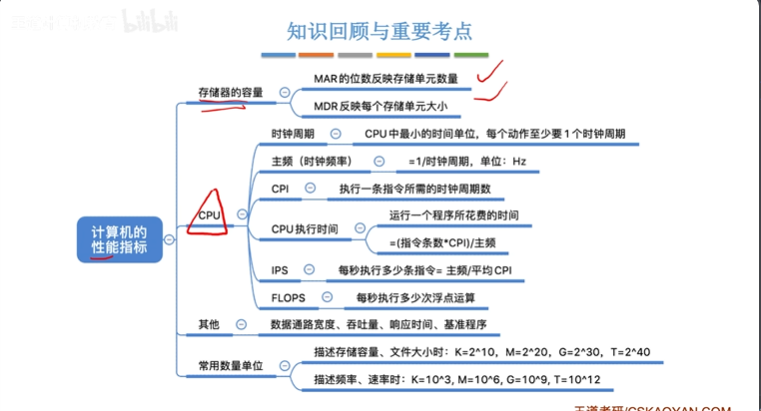 bilibili
知识回顾与重要考点
计算机的
性能指标
存储器的容量
MAR的位数反映存储单元数量
MDR反映每个存储单元大小
CPU
时钟周期
CPU中最小的时间单位，每个动作至少要1个时钟周期
主频（时钟频率）
=1/时钟周期，单位：Hz
CPI
执行一条指令所需的时钟周期数
CPU执行时间
运行一个程序所花费的时间
=(指令条数*CPI)/主频
IPS
每秒执行多少条指令= 主频/平均CPI
FLOPS
每秒执行多少次浮点运算
其他
数据通路宽度、吞吐量、响应时间、基准程序
常用数量单位
描述存储容量、文件大小时：K=2^10，M=2^20，G=2^30，T=2^40
描述频率、速率时：K=10^3, M=10^6, G=10^9, T=10^12
王道考研/CSKAOYAN.COM